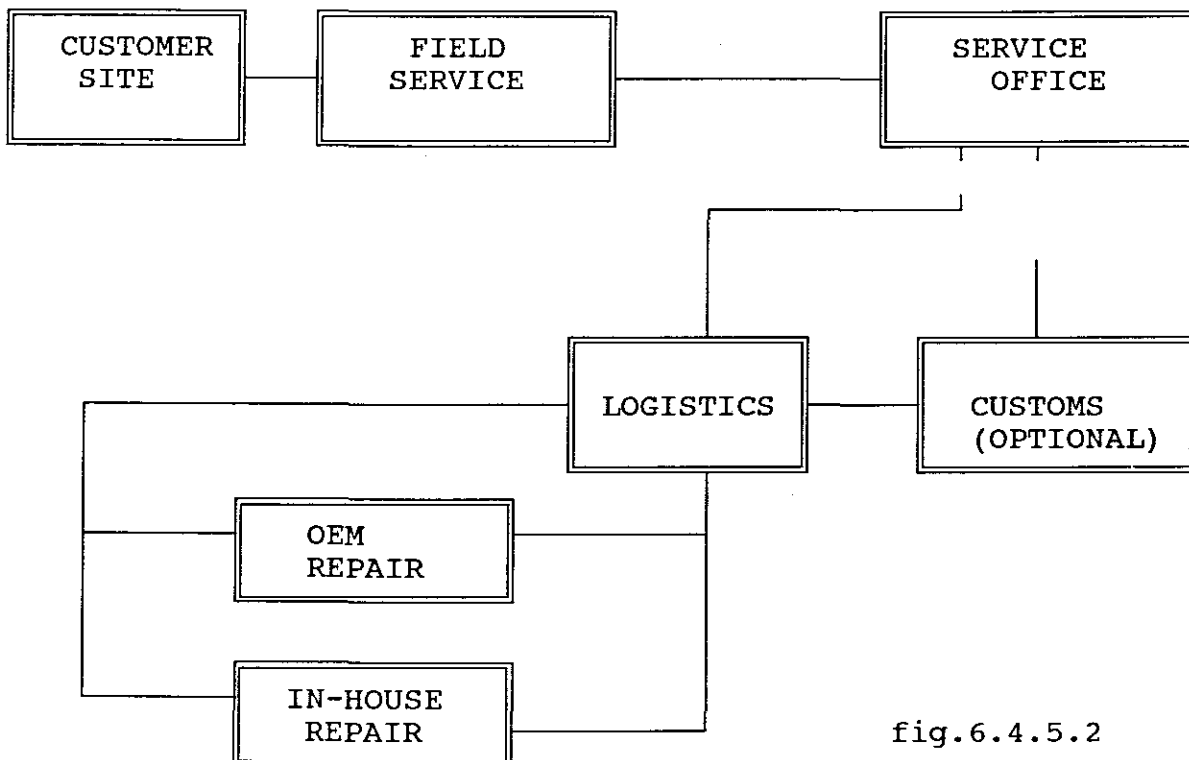 CUSTOMER
SITE
FIELD
SERVICE
SERVICE
OFFICE
LOGISTICS
CUSTOMS
(OPTIONAL)
OEM
REPAIR
IN-HOUSE
REPAIR
fig.6.4.5.2